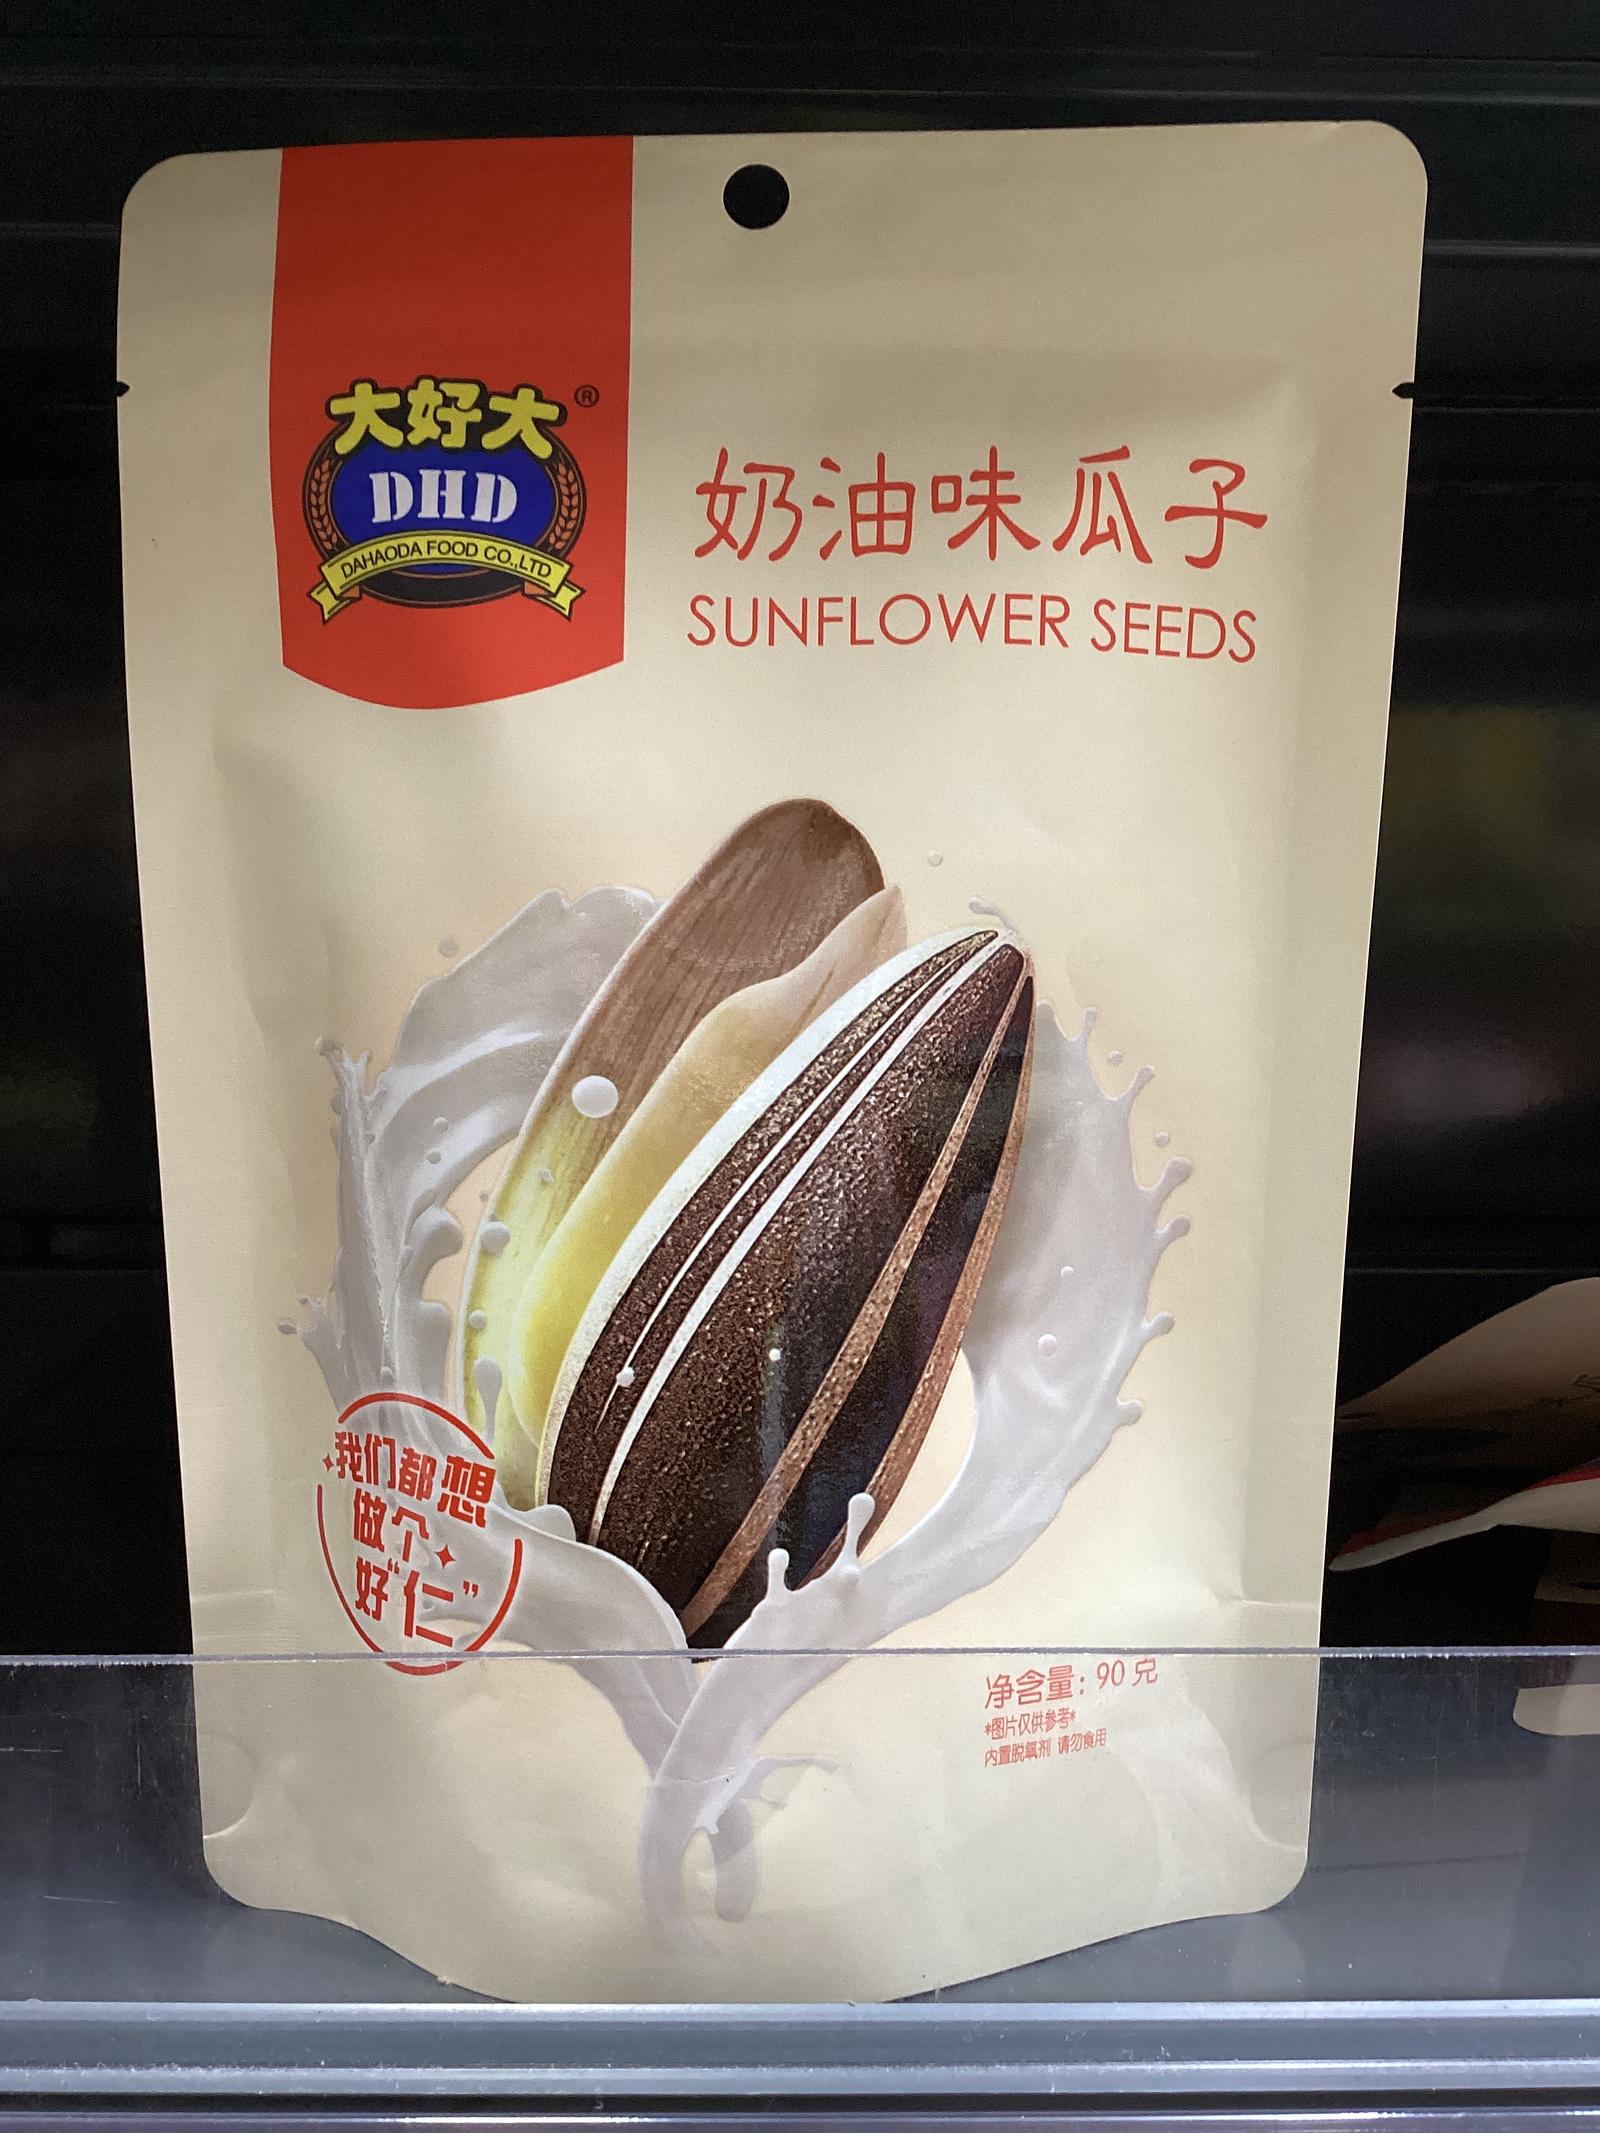 大好大®
DHD
DAHAODA FOOD CO.,LTD
奶油味瓜子
SUNFLOWER SEEDS
我们都想
做个
好“仁”
净含量：90克
*图片仅供参考*
内置脱氧剂 请勿食用